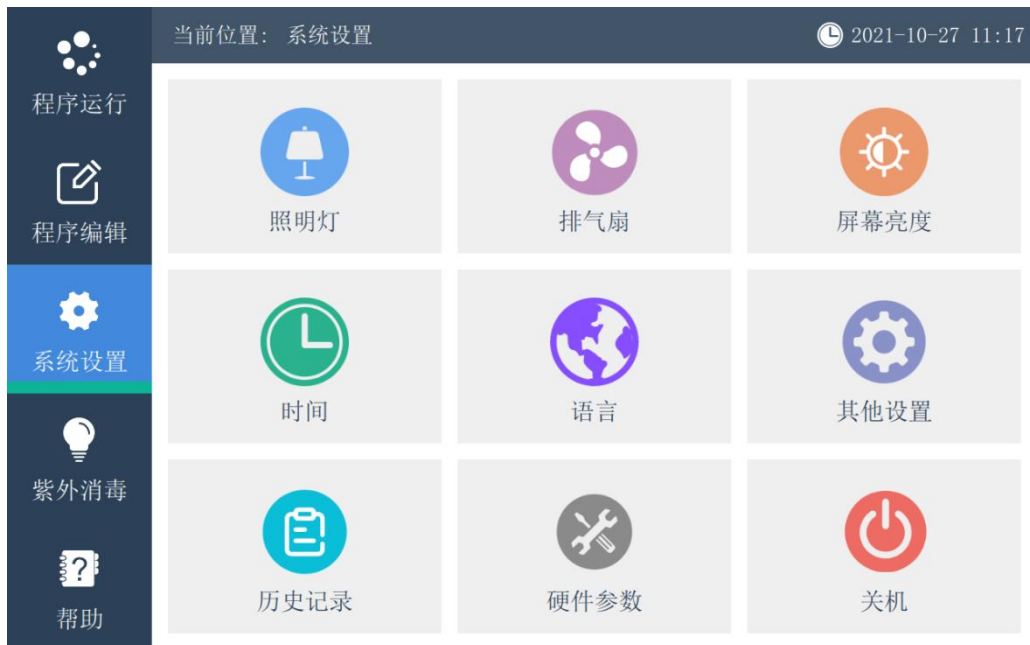 当前位置： 系统设置
2021-10-27 11:17
程序运行
程序编辑
系统设置
紫外消毒
?
帮助
照明灯
排气扇
屏幕亮度
时间
语言
其他设置
历史记录
硬件参数
关机